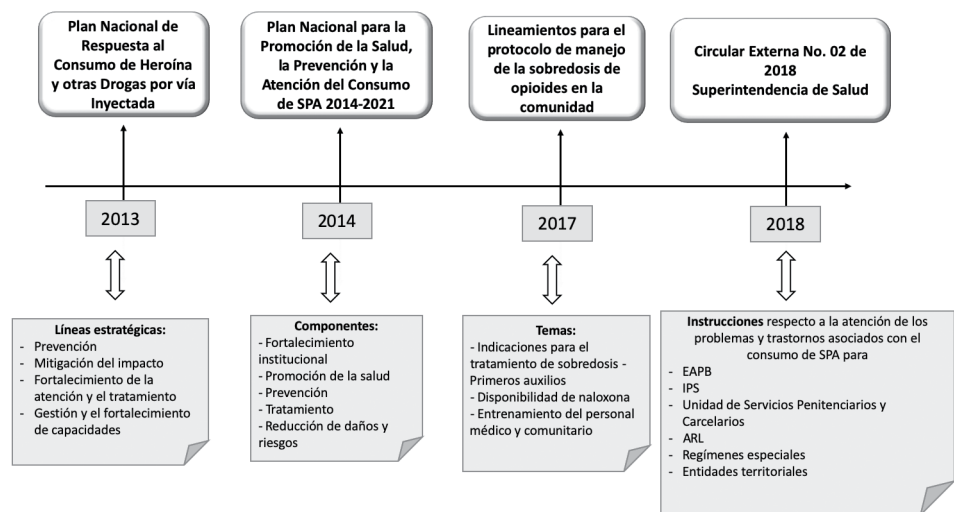 Plan Nacional de
Respuesta al
Consumo de Heroína
y otras Drogas por vía
Inyectada
Plan Nacional para la
Promoción de la Salud,
la Prevención y la
Atención del Consumo
de SPA 2014-2021
Lineamientos para el
protocolo de manejo
de la sobredosis de
opioides en la
comunidad
Circular Externa No. 02 de
2018
Superintendencia de Salud
2013
2014
2017
2018
Líneas estratégicas:
- Prevención
- Mitigación del impacto
- Fortalecimiento de la
atención y el tratamiento
- Gestión y el fortalecimiento
de capacidades
Componentes:
- Fortalecimiento
institucional
- Promoción de la salud
- Prevención
- Tratamiento
- Reducción de daños y
riesgos
Temas:
- Indicaciones para el
tratamiento de sobredosis -
Primeros auxilios
- Disponibilidad de naloxona
- Entrenamiento del personal
médico y comunitario
Instrucciones respecto a la atención de los
problemas y trastornos asociados con el
consumo de SPA para
- EAPB
- IPS
- Unidad de Servicios Penitenciarios y
Carcelarios
- ARL
- Regímenes especiales
- Entidades territoriales